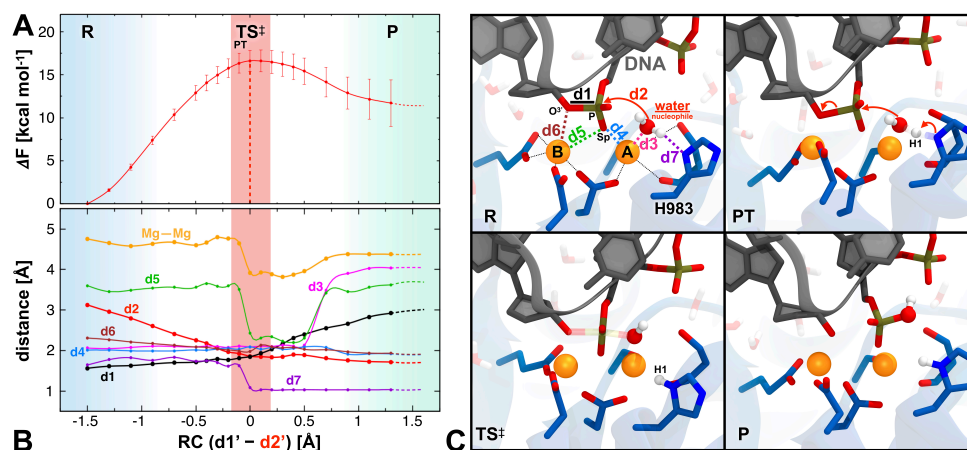 A
R
TS‡
PT
P
ΔF [kcal mol-1]
20
15
10
5
0
5
4
3
2
1
distance [Å]
Mg—Mg
d5
d3
d2
d6
d4
d1
d7
-1.5 -1 -0.5 0 0.5 1 1.5
B
RC (d1' − d2') [Å]
C
DNA
d1
d2
O3'
P
water
nucleophile
d6
d5
Sp
d4
d3
B
A
d7
R
H983
H1
PT
H1
TS‡
P